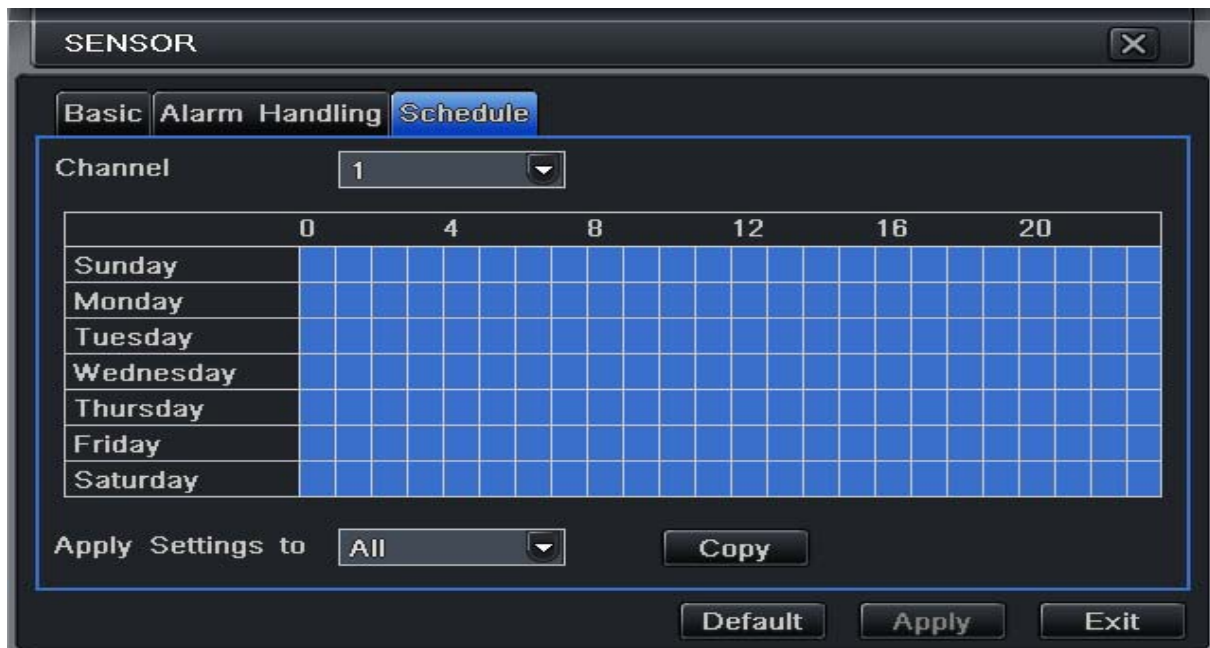 SENSOR
Basic Alarm Handling Schedule
Channel 1
0 4 8 12 16 20
Sunday
Monday
Tuesday
Wednesday
Thursday
Friday
Saturday
Apply Settings to All Copy
Default Apply Exit